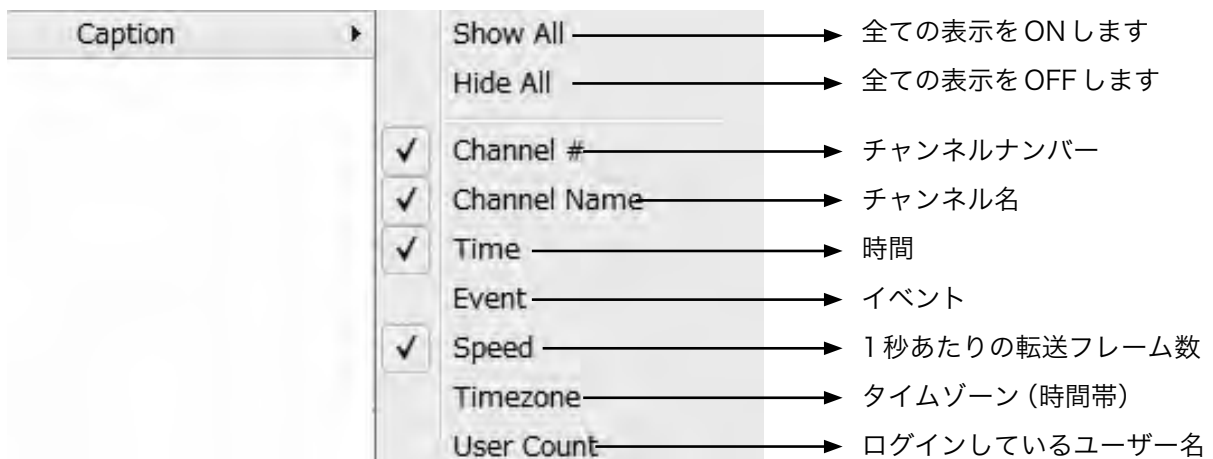 Caption
Show All 全ての表示をONします
Hide All 全ての表示をOFFします
Channel # チャンネルナンバー
Channel Name チャンネル名
Time 時間
Event イベント
Speed 1秒あたりの転送フレーム数
Timezone タイムゾーン(時間帯)
User Count ログインしているユーザー名